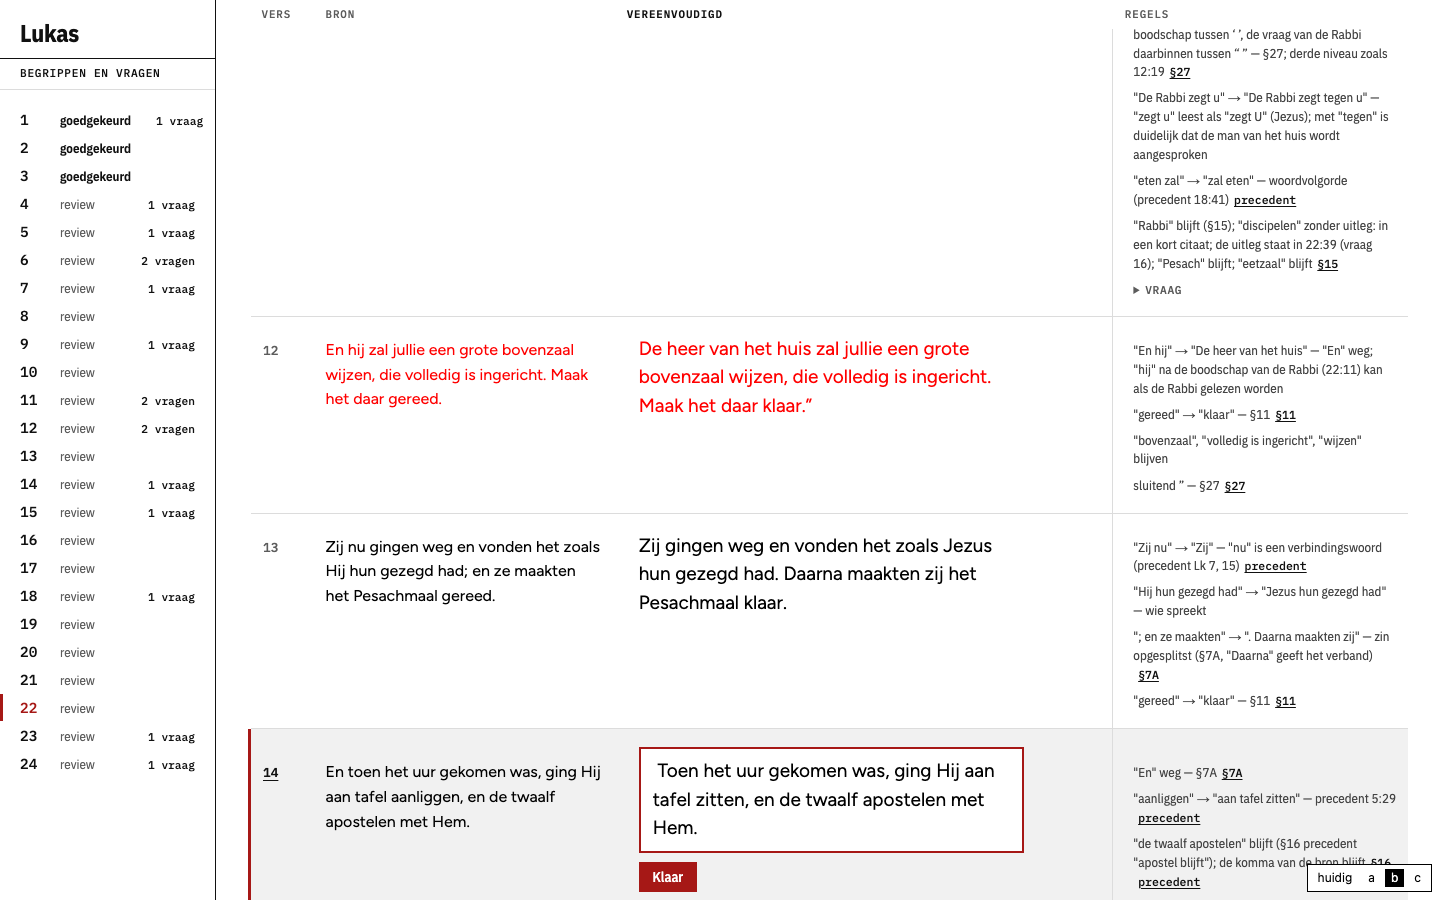 Lukas
BEGRIPPEN EN VRAGEN
1 goedgekeurd 1 vraag
2 goedgekeurd
3 goedgekeurd
4 review 1 vraag
5 review 1 vraag
6 review 2 vragen
7 review 1 vraag
8 review
9 review 1 vraag
10 review
11 review 2 vragen
12 review 2 vragen
13 review
14 review 1 vraag
15 review 1 vraag
16 review
17 review
18 review 1 vraag
19 review
20 review
21 review
22 review
23 review 1 vraag
24 review 1 vraag
VERS BRON VEREENVOUDIGD REGELS
boodschap tussen ‘ ’, de vraag van de Rabbi
daarbinnen tussen “ ” — §27; derde niveau zoals
12:19 §27
"De Rabbi zegt u" → "De Rabbi zegt tegen u" —
"zegt u" leest als "zegt U" (Jezus); met "tegen" is
duidelijk dat de man van het huis wordt
aangesproken
"eten zal" → "zal eten" — woordvolgorde
(precedent 18:41) precedent
"Rabbi" blijft (§15); "discipelen" zonder uitleg: in
een kort citaat; de uitleg staat in 22:39 (vraag
16); "Pesach" blijft; "eetzaal" blijft §15
▶ VRAAG
12
En hij zal jullie een grote bovenzaal
wijzen, die volledig is ingericht. Maak
het daar gereed.
De heer van het huis zal jullie een grote
bovenzaal wijzen, die volledig is ingericht.
Maak het daar klaar.”
"En hij" → "De heer van het huis" — "En" weg;
"hij" na de boodschap van de Rabbi (22:11) kan
als de Rabbi gelezen worden
"gereed" → "klaar" — §11 §11
"bovenzaal", "volledig is ingericht", "wijzen"
blijven
sluitend ” — §27 §27
13
Zij nu gingen weg en vonden het zoals
Hij hun gezegd had; en ze maakten
het Pesachmaal gereed.
Zij gingen weg en vonden het zoals Jezus
hun gezegd had. Daarna maakten zij het
Pesachmaal klaar.
"Zij nu" → "Zij" — "nu" is een verbindingswoord
(precedent Lk 7, 15) precedent
"Hij hun gezegd had" → "Jezus hun gezegd had"
— wie spreekt
"; en ze maakten" → ". Daarna maakten zij" — zin
opgesplitst (§7A, "Daarna" geeft het verband)
§7A
"gereed" → "klaar" — §11 §11
14
En toen het uur gekomen was, ging Hij
aan tafel aanliggen, en de twaalf
apostelen met Hem.
Toen het uur gekomen was, ging Hij aan
tafel zitten, en de twaalf apostelen met
Hem.
Klaar
"En" weg — §7A §7A
"aanliggen" → "aan tafel zitten" — precedent 5:29
precedent
"de twaalf apostelen" blijft (§16 precedent
"apostel blijft"); de komma van de bron blijft §16
precedent
huidig a b c